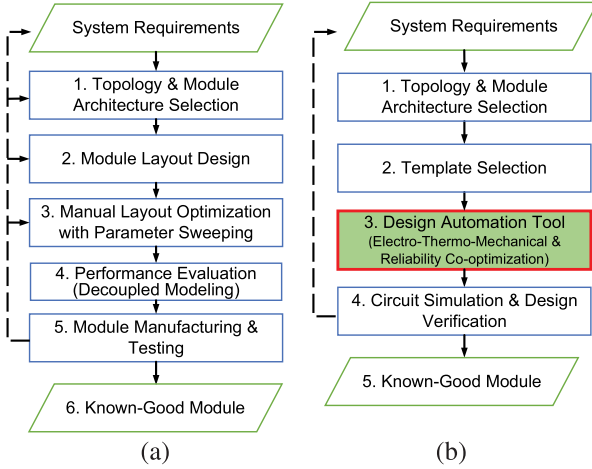 System Requirements
1. Topology & Module
Architecture Selection
2. Module Layout Design
3. Manual Layout Optimization
with Parameter Sweeping
4. Performance Evaluation
(Decoupled Modeling)
5. Module Manufacturing &
Testing
6. Known-Good Module
(a)
System Requirements
1. Topology & Module
Architecture Selection
2. Template Selection
3. Design Automation Tool
(Electro-Thermo-Mechanical &
Reliability Co-optimization)
4. Circuit Simulation & Design
Verification
5. Known-Good Module
(b)